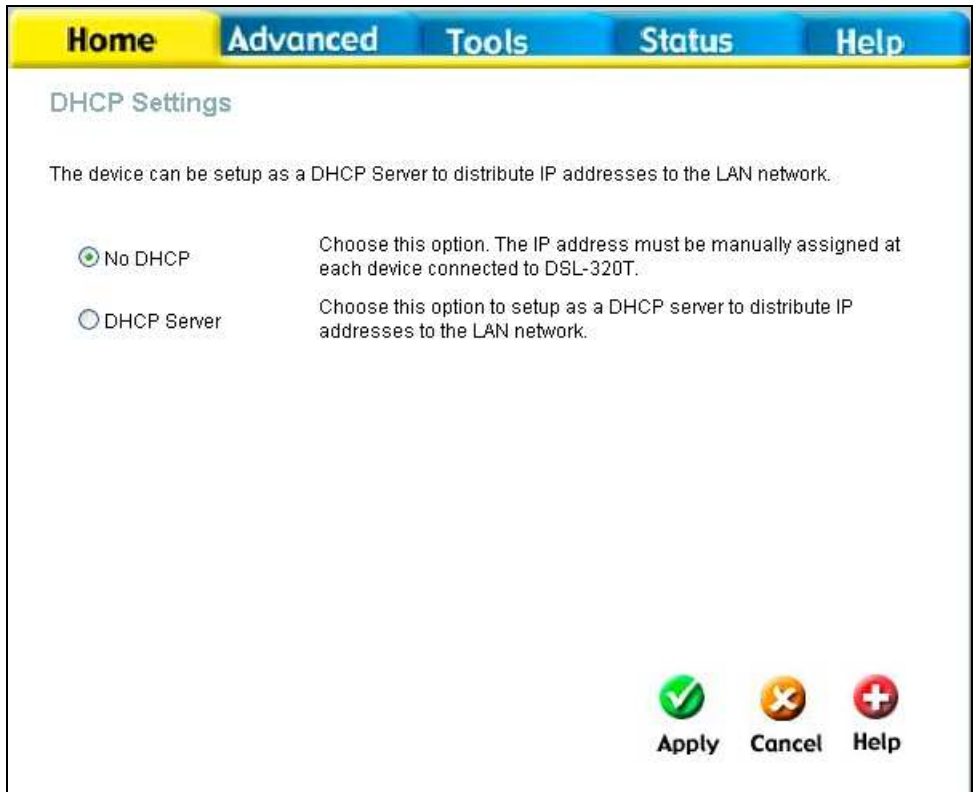 Home Advanced Tools Status Help
DHCP Settings
The device can be setup as a DHCP Server to distribute IP addresses to the LAN network.
No DHCP
Choose this option. The IP address must be manually assigned at
each device connected to DSL-320T.
DHCP Server
Choose this option to setup as a DHCP server to distribute IP
addresses to the LAN network.
Apply Cancel Help